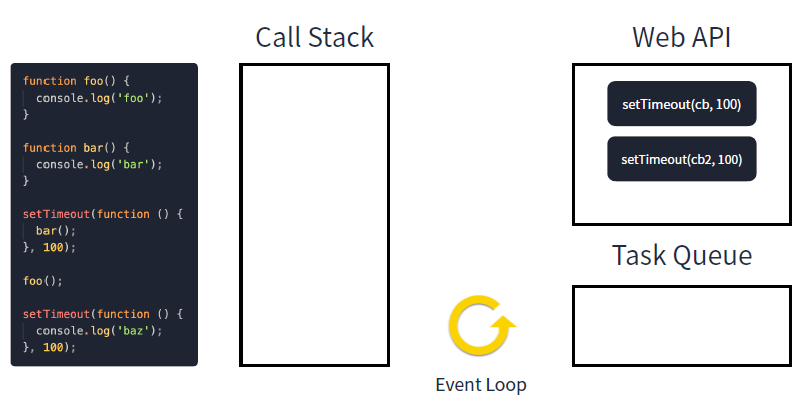 Call Stack
Web API
function foo() {
  console.log('foo');
}
function bar() {
  console.log('bar');
}
setTimeout(function () {
  bar();
}, 100);
foo();
setTimeout(function () {
  console.log('baz');
}, 100);
setTimeout(cb, 100)
setTimeout(cb2, 100)
Task Queue
Event Loop